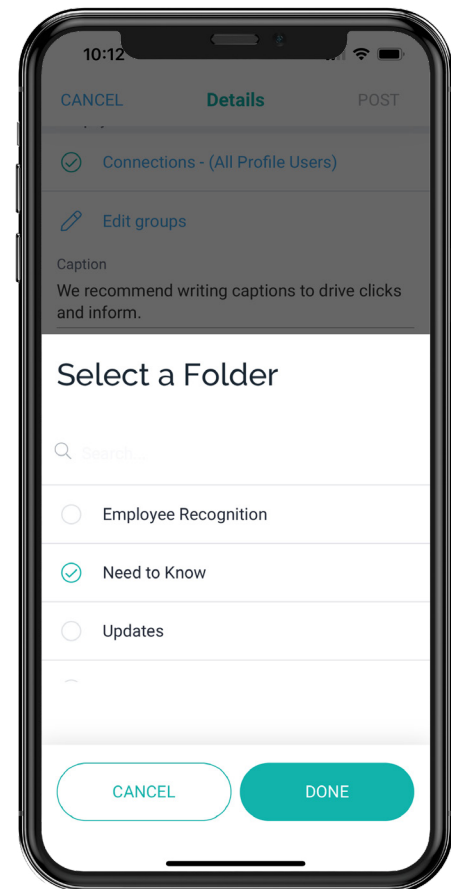 10:12
CANCEL Details POST
Connections - (All Profile Users)
Edit groups
Caption
We recommend writing captions to drive clicks
and inform.
Select a Folder
Search...
Employee Recognition
Need to Know
Updates
CANCEL DONE